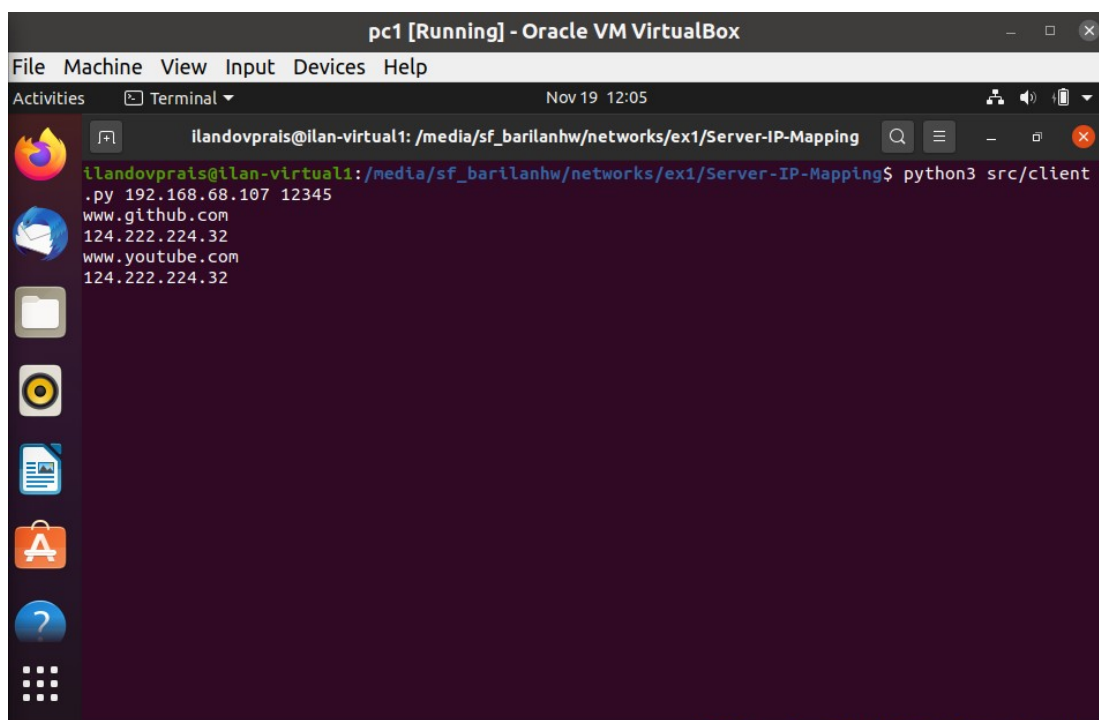 pc1 [Running] - Oracle VM VirtualBox
File Machine View Input Devices Help
Activities Terminal Nov 19 12:05
ilandovprais@ilan-virtual1: /media/sf_barilanhw/networks/ex1/Server-IP-Mapping
ilandovprais@ilan-virtual1:/media/sf_barilanhw/networks/ex1/Server-IP-Mapping$ python3 src/client
.py 192.168.68.107 12345
www.github.com
124.222.224.32
www.youtube.com
124.222.224.32